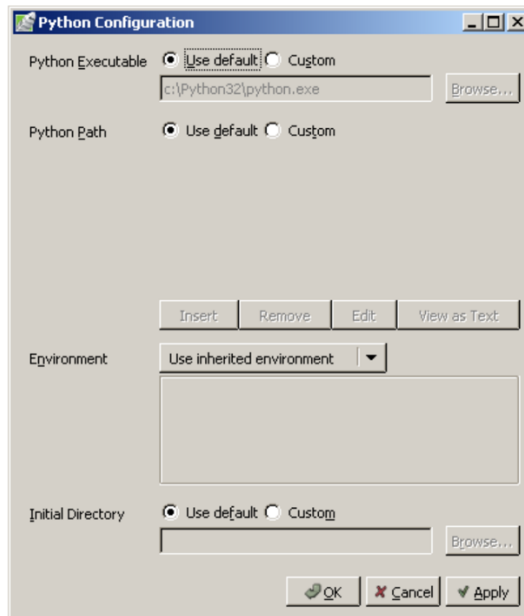 Python Configuration
Python Executable Use default Custom
c:\Python32\python.exe Browse...
Python Path Use default Custom
Insert Remove Edit View as Text
Environment Use inherited environment
Initial Directory Use default Custom
Browse...
OK Cancel Apply